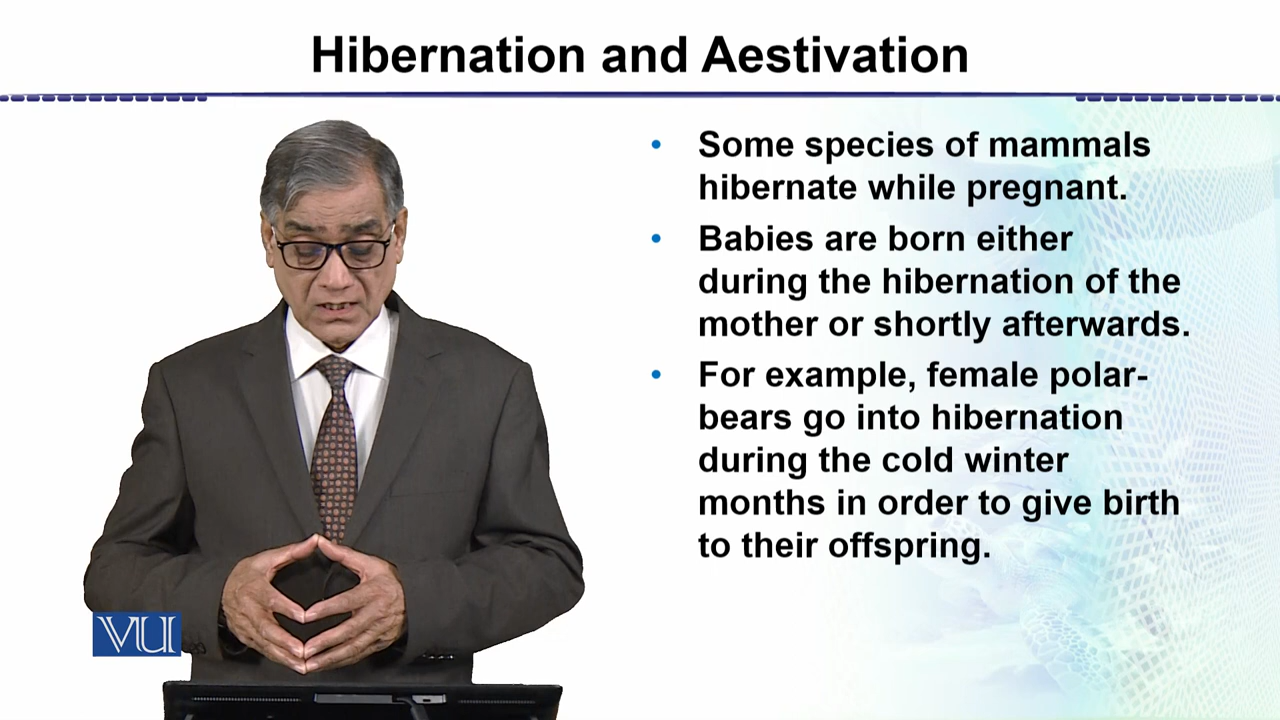 Hibernation and Aestivation
• Some species of mammals
hibernate while pregnant.
• Babies are born either
during the hibernation of the
mother or shortly afterwards.
• For example, female polar-
bears go into hibernation
during the cold winter
months in order to give birth
to their offspring.
VU